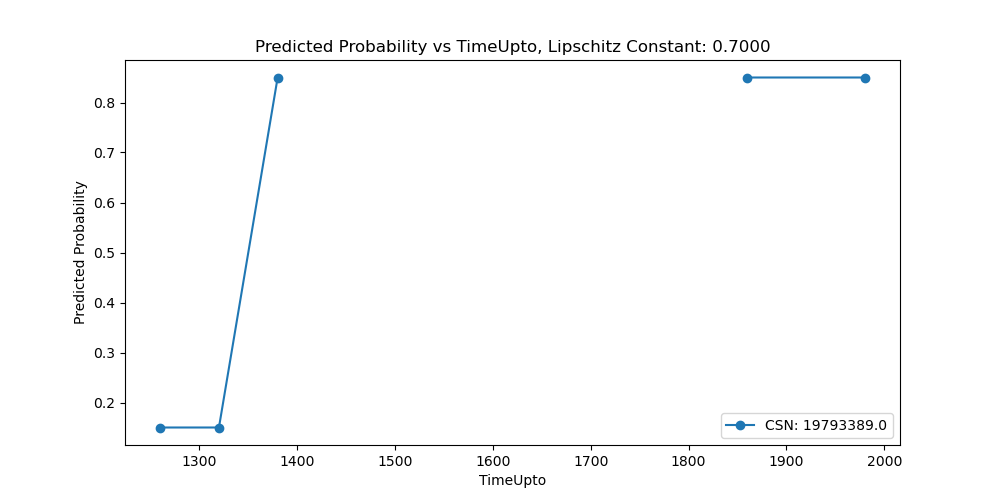 Predicted Probability vs TimeUpto, Lipschitz Constant: 0.7000
Predicted Probability
0.8
0.7
0.6
0.5
0.4
0.3
0.2
CSN: 19793389.0
1300 1400 1500 1600 1700 1800 1900 2000
TimeUpto